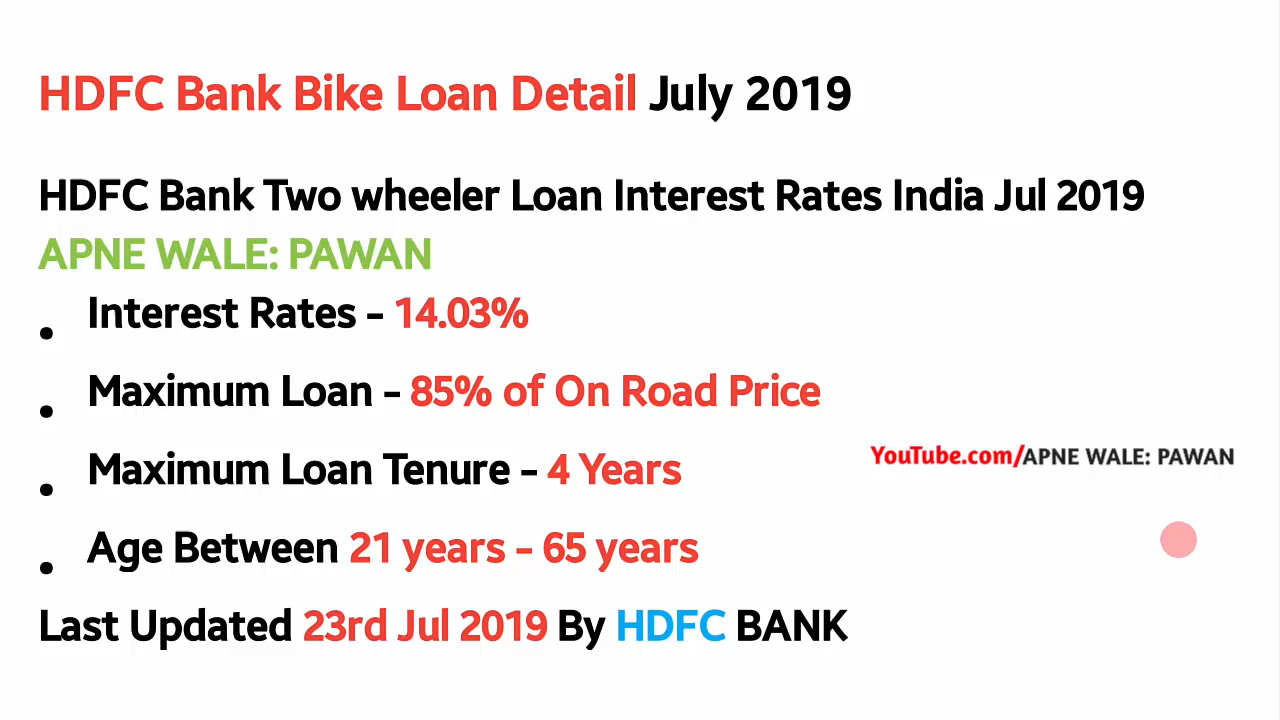 HDFC Bank Bike Loan Detail July 2019
HDFC Bank Two wheeler Loan Interest Rates India Jul 2019
APNE WALE: PAWAN
• Interest Rates - 14.03%
• Maximum Loan - 85% of On Road Price
• Maximum Loan Tenure - 4 Years
YouTube.com/APNE WALE: PAWAN
• Age Between 21 years - 65 years
Last Updated 23rd Jul 2019 By HDFC BANK